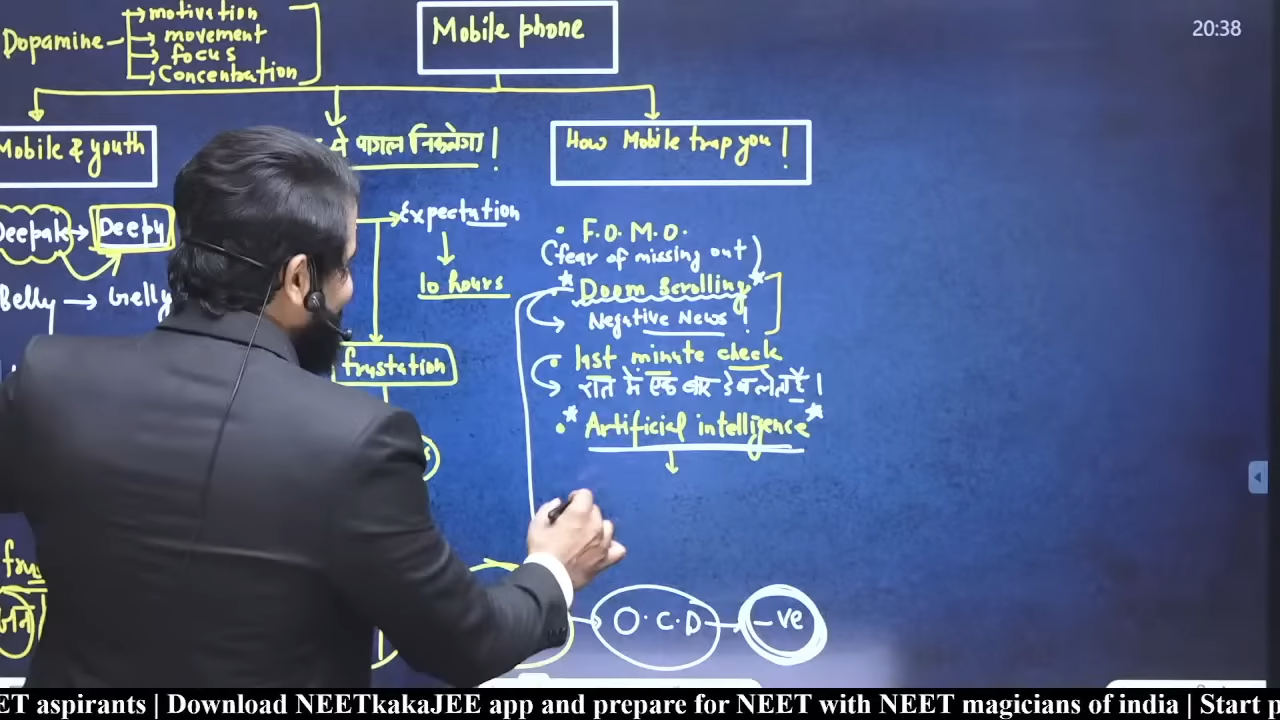 Mobile phone
20:38
Dopamine
motivation
movement
focus
Concentration
Mobile & youth
पागल निकलेगा !
How Mobile trap you !
Deepak → Deepu
Expectation
10 hours
Belly → Gelly
frustation
• F.O.M.O.
(fear of missing out)
* Doom Scrolling *
Negative News !
• last minute check
रात में एक बार देख लेता है !
• * Artificial intelligence *
O.C.D → -ve
ET aspirants | Download NEETkakaJEE app and prepare for NEET with NEET magicians of india | Start